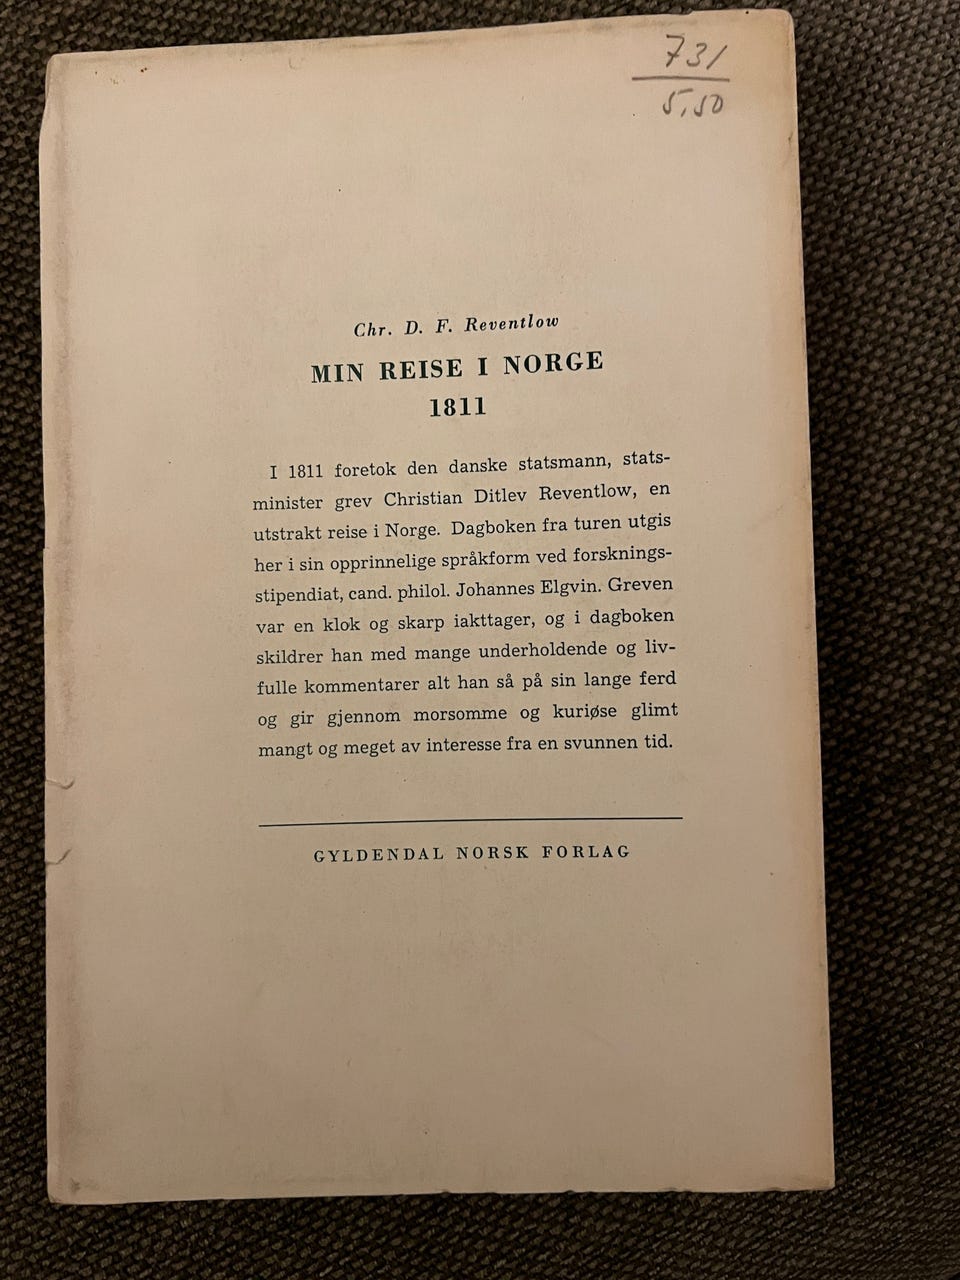 731
5,50
Chr. D. F. Reventlow
MIN REISE I NORGE
1811
I 1811 foretok den danske statsmann, stats-
minister grev Christian Ditlev Reventlow, en
utstrakt reise i Norge. Dagboken fra turen utgis
her i sin opprinnelige språkform ved forsknings-
stipendiat, cand. philol. Johannes Elgvin. Greven
var en klok og skarp iakttager, og i dagboken
skildrer han med mange underholdende og liv-
fulle kommentarer alt han så på sin lange ferd
og gir gjennom morsomme og kuriøse glimt
mangt og meget av interesse fra en svunnen tid.
GYLDENDAL NORSK FORLAG